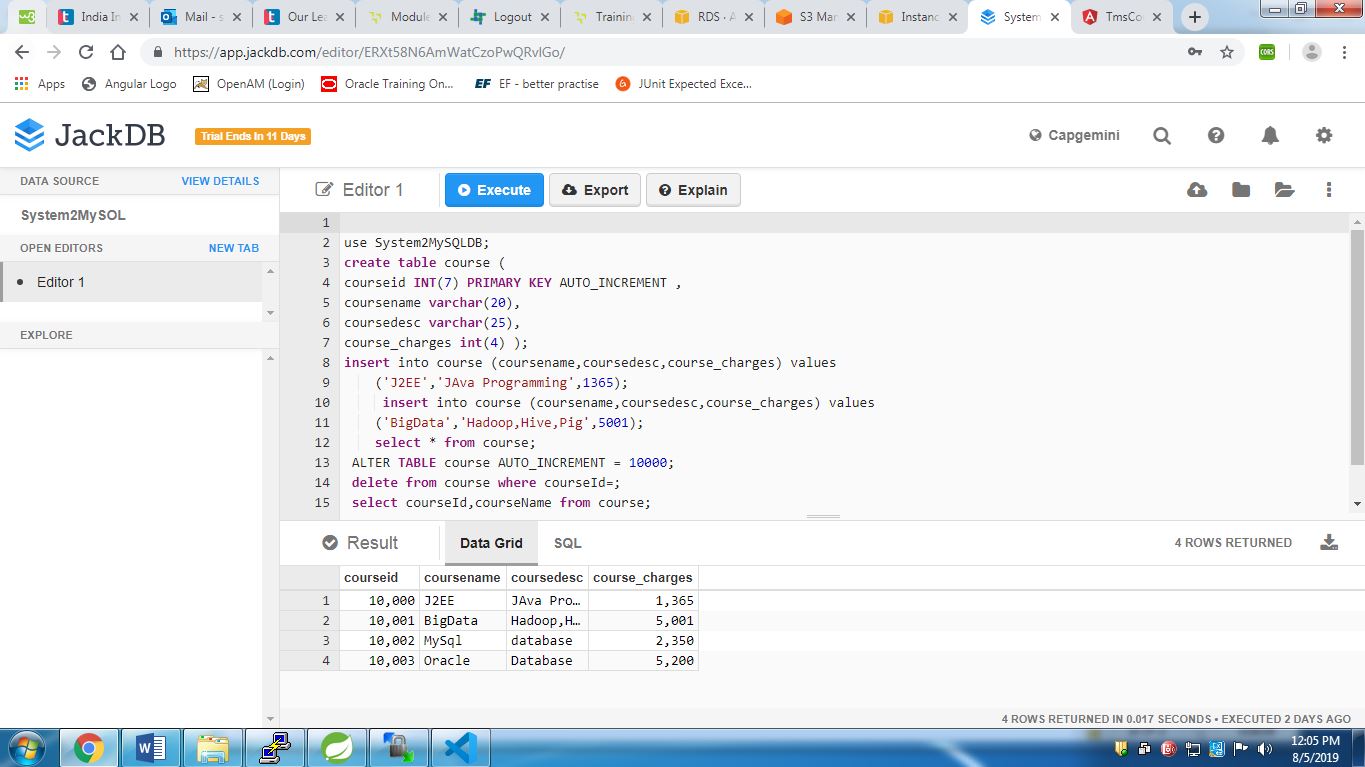 India In
Mail - s
Our Lea
Module
Logout
Trainin
RDS · A
S3 Mar
Instanc
System
TmsCo
https://app.jackdb.com/editor/ERXt58N6AmWatCzoPwQRvlGo/
CORS
Apps
Angular Logo
OpenAM (Login)
Oracle Training On...
EF EF - better practise
JUnit Expected Exce...
JackDB
Trial Ends In 11 Days
Capgemini
DATA SOURCE VIEW DETAILS
System2MySOL
OPEN EDITORS NEW TAB
Editor 1
EXPLORE
Editor 1
Execute
Export
Explain
1
2 use System2MySQLDB;
3 create table course (
4 courseid INT(7) PRIMARY KEY AUTO_INCREMENT ,
5 coursename varchar(20),
6 coursedesc varchar(25),
7 course_charges int(4) );
8 insert into course (coursename,coursedesc,course_charges) values
9 ('J2EE','JAva Programming',1365);
10 insert into course (coursename,coursedesc,course_charges) values
11 ('BigData','Hadoop,Hive,Pig',5001);
12 select * from course;
13 ALTER TABLE course AUTO_INCREMENT = 10000;
14 delete from course where courseId=;
15 select courseId,courseName from course;
Result
Data Grid
SQL
4 ROWS RETURNED
courseid coursename coursedesc course_charges
1 10,000 J2EE JAva Pro… 1,365
2 10,001 BigData Hadoop,H… 5,001
3 10,002 MySql database 2,350
4 10,003 Oracle Database 5,200
4 ROWS RETURNED IN 0.017 SECONDS • EXECUTED 2 DAYS AGO
12:05 PM
8/5/2019